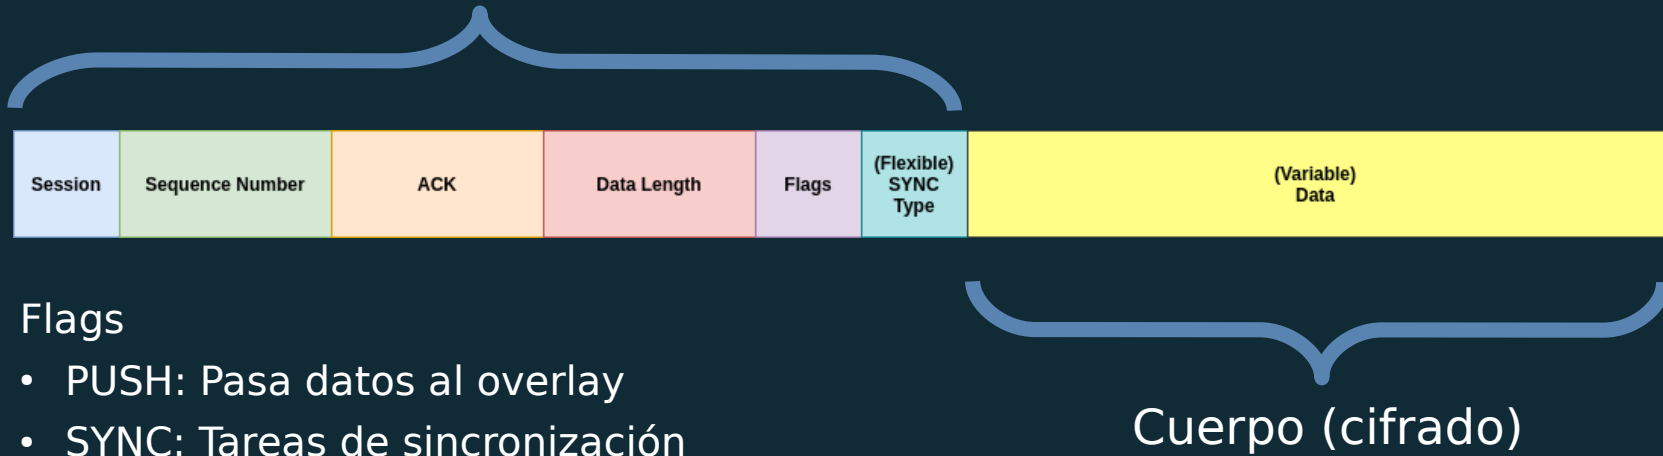 Session
Sequence Number
ACK
Data Length
Flags
(Flexible)
SYNC
Type
(Variable)
Data
Flags
• PUSH: Pasa datos al overlay
• SYNC: Tareas de sincronización
Cuerpo (cifrado)